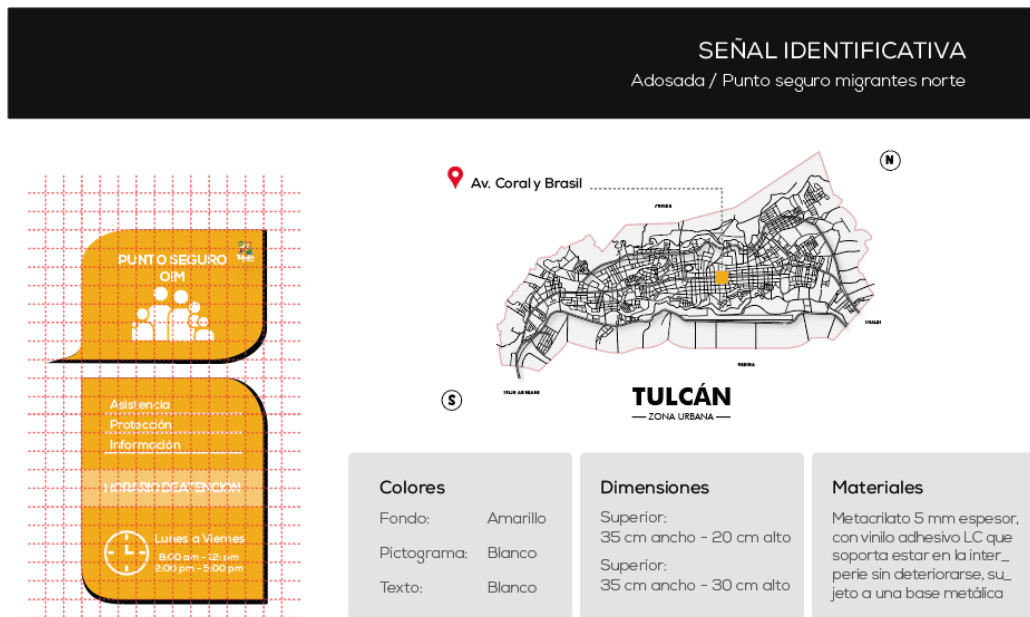 SEÑAL IDENTIFICATIVA
Adosada / Punto seguro migrantes norte
PUNTO SEGURO
OIM
Asistencia
Protección
Información
HORARIO DE ATENCIÓN
Lunes a Viernes
8:00 am - 12: pm
2:00 pm - 5:00 pm
Av. Coral y Brasil
N
S
TULCÁN
ZONA URBANA
Colores
Fondo: Amarillo
Pictograma: Blanco
Texto: Blanco
Dimensiones
Superior:
35 cm ancho - 20 cm alto
Superior:
35 cm ancho - 30 cm alto
Materiales
Metacrilato 5 mm espesor,
con vinilo adhesivo LC que
soporta estar en la inter_
perie sin deteriorarse, su_
jeto a una base metálica